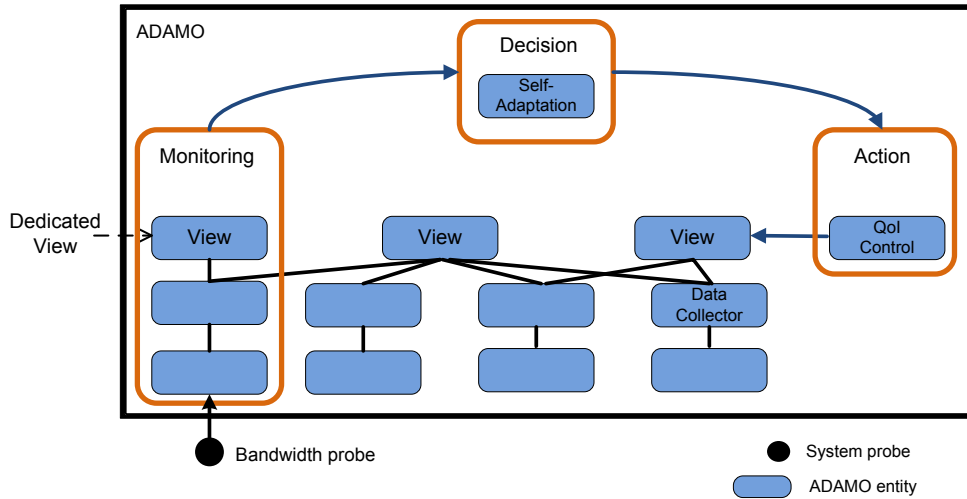 ADAMO
Decision
Self-
Adaptation
Monitoring
Action
Dedicated
View
View
View
View
QoI
Control
Data
Collector
Bandwidth probe
System probe
ADAMO entity